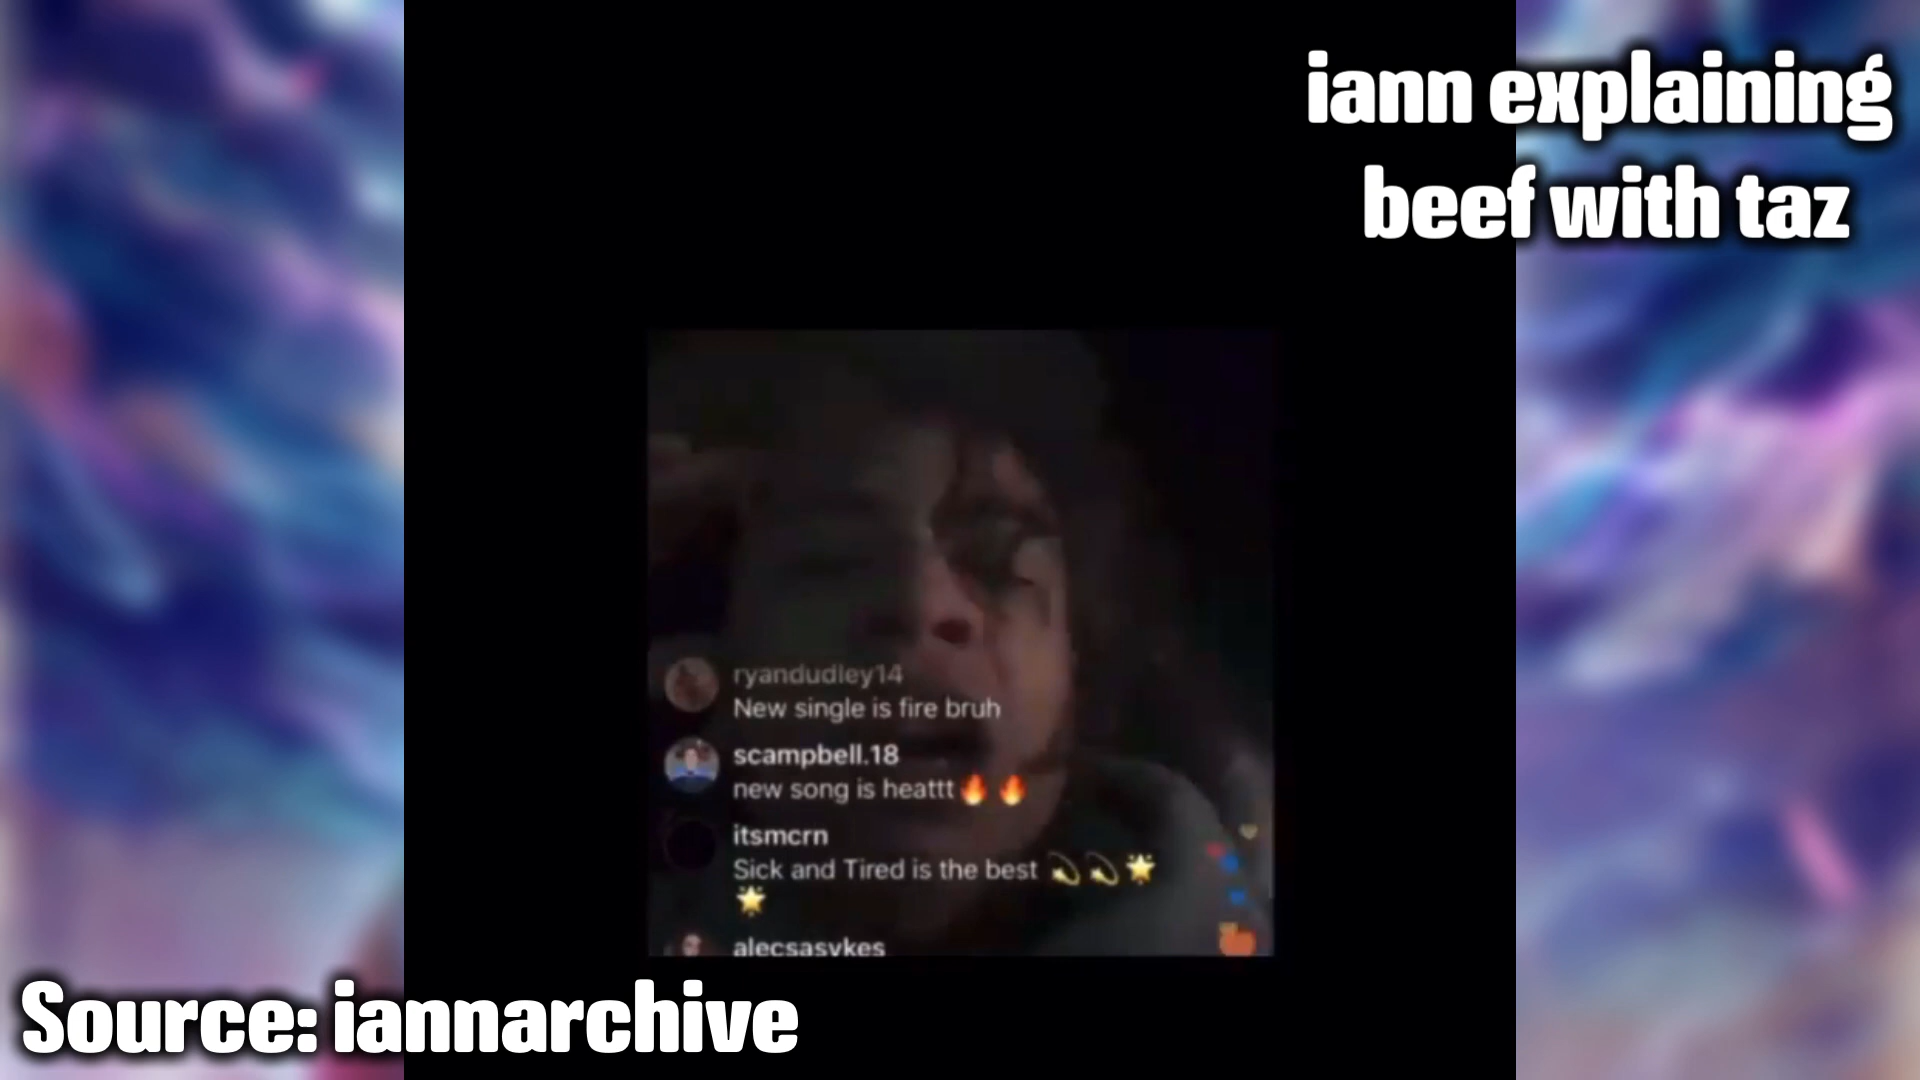 iann explaining
beef with taz
ryandudley14
New single is fire bruh
scampbell.18
new song is heattt🔥🔥
itsmcrn
Sick and Tired is the best 💫💫🌟
🌟
alecsasykes
Source: iannarchive